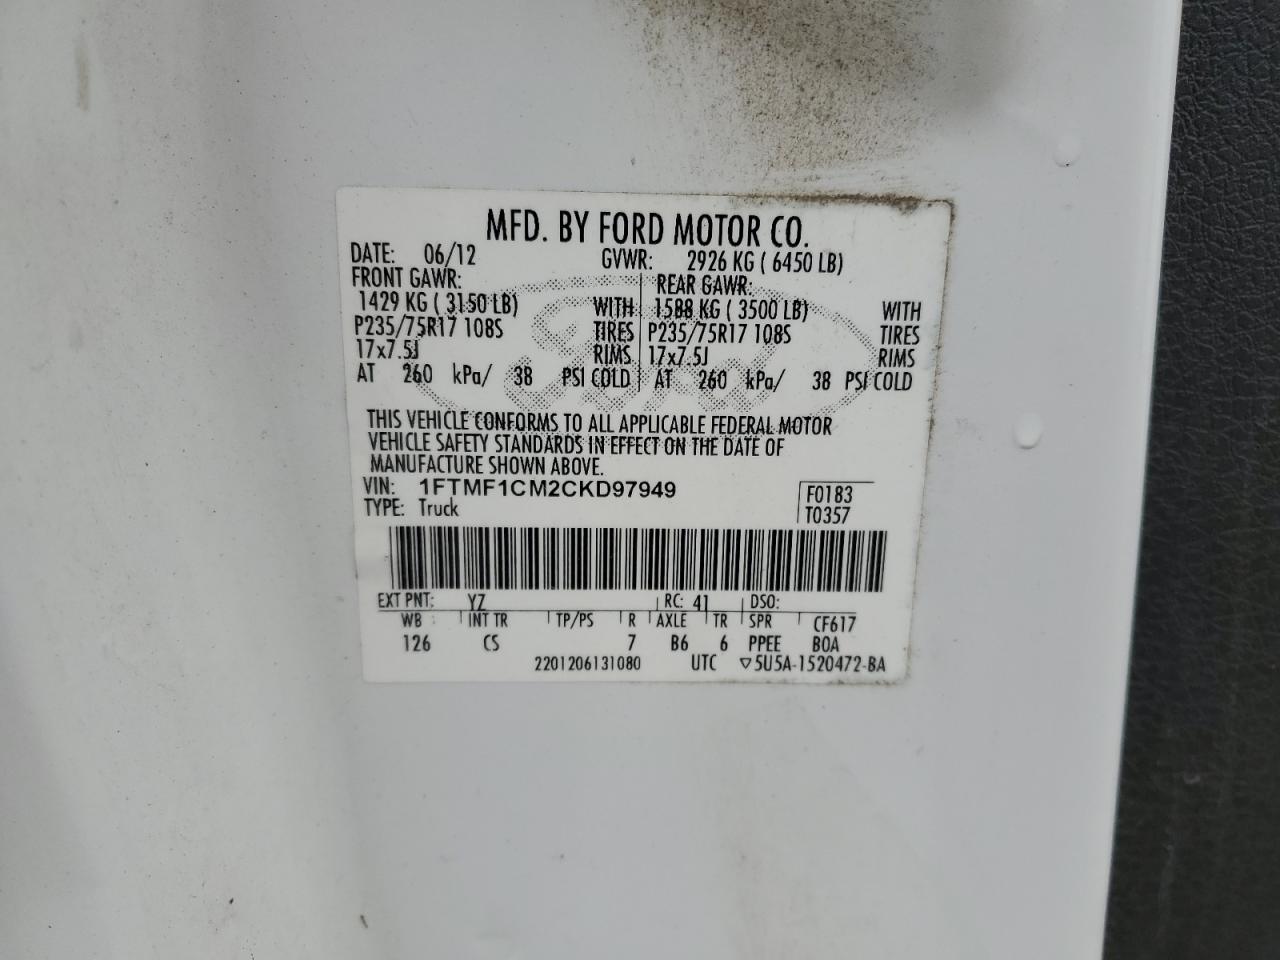 MFD. BY FORD MOTOR CO.
DATE: 06/12 GVWR: 2926 KG ( 6450 LB)
FRONT GAWR: REAR GAWR:
1429 KG ( 3150 LB) WITH 1588 KG ( 3500 LB) WITH
P235/75R17 108S TIRES P235/75R17 108S TIRES
17x7.5J RIMS 17x7.5J RIMS
AT 260 kPa/ 38 PSI COLD AT 260 kPa/ 38 PSI COLD
Ford
THIS VEHICLE CONFORMS TO ALL APPLICABLE FEDERAL MOTOR
VEHICLE SAFETY STANDARDS IN EFFECT ON THE DATE OF
MANUFACTURE SHOWN ABOVE.
VIN: 1FTMF1CM2CKD97949 F0183
TYPE: Truck T0357
EXT PNT: YZ RC: 41 DSO:
WB INT TR TP/PS R AXLE TR SPR CF617
126 CS 7 B6 6 PPEE BOA
2201206131080 UTC ▽5U5A-1520472-BA